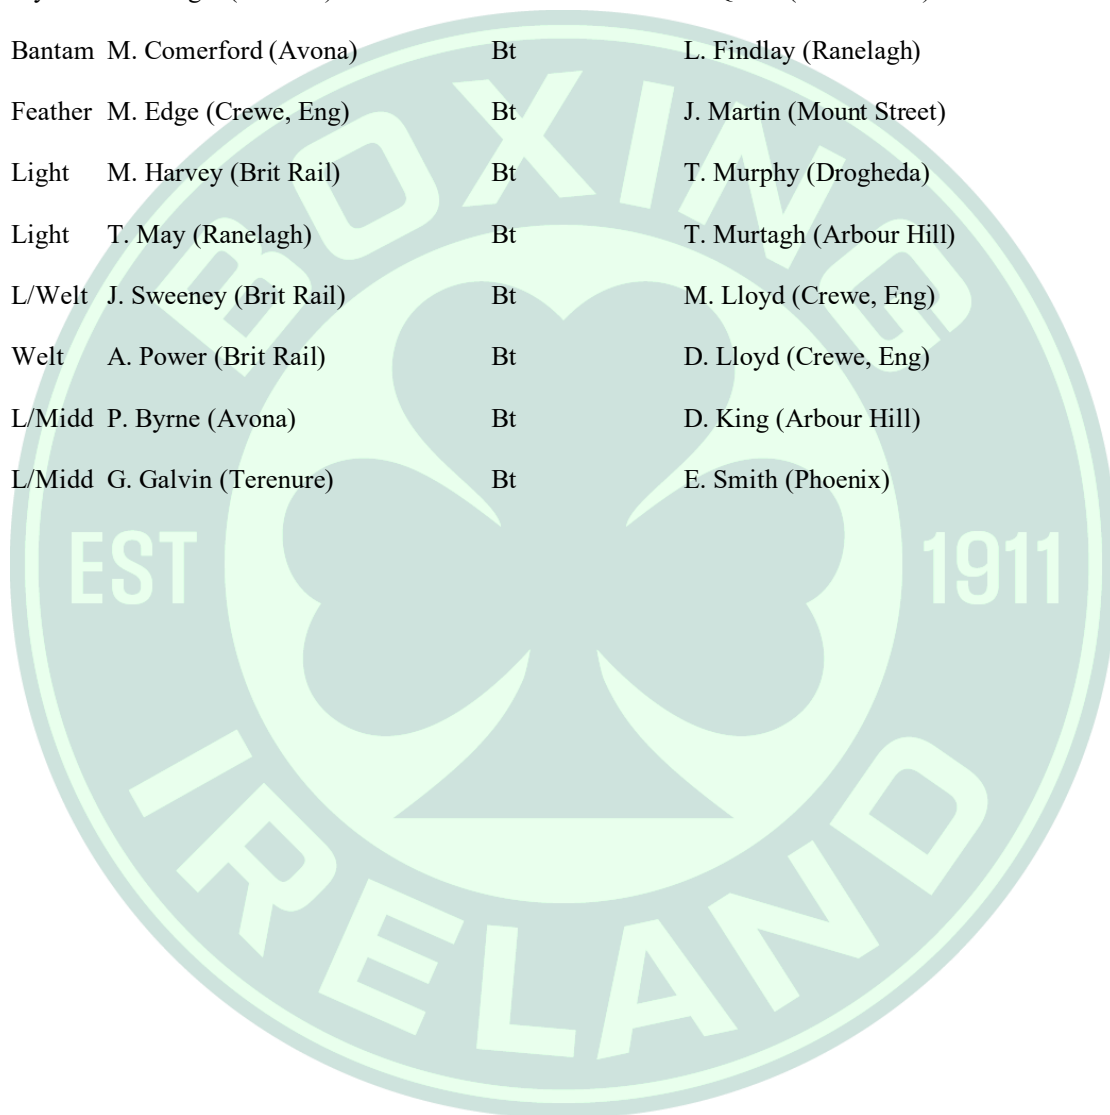 Bantam M. Comerford (Avona) Bt L. Findlay (Ranelagh)
Feather M. Edge (Crewe, Eng) Bt J. Martin (Mount Street)
Light M. Harvey (Brit Rail) Bt T. Murphy (Drogheda)
Light T. May (Ranelagh) Bt T. Murtagh (Arbour Hill)
L/Welt J. Sweeney (Brit Rail) Bt M. Lloyd (Crewe, Eng)
Welt A. Power (Brit Rail) Bt D. Lloyd (Crewe, Eng)
L/Midd P. Byrne (Avona) Bt D. King (Arbour Hill)
L/Midd G. Galvin (Terenure) Bt E. Smith (Phoenix)
BOXING
EST 1911
IRELAND